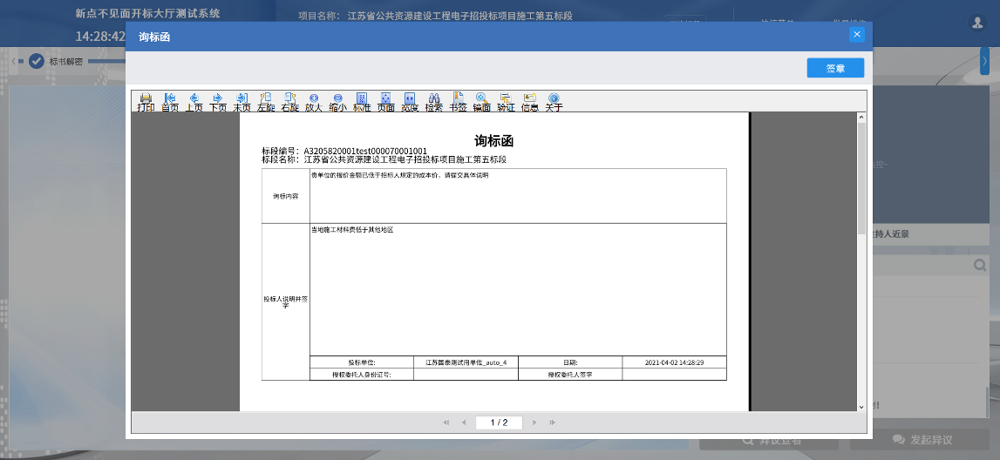 新点不见面开标大厅测试系统
项目名称： 江苏省公共资源建设工程电子招投标项目施工第五标段
14:28:42
询标函
标书解密
签章
打印 首页 上页 下页 末页 左旋 右旋 放大 缩小 标准 页面 宽度 检索 书签 镜面 验证 信息 关于
询标函
标段编号：A3205820001test000070001001
标段名称：江苏省公共资源建设工程电子招投标项目施工第五标段
询标内容
贵单位的报价金额已低于招标人规定的成本价，请提交具体说明
投标人说明并签字
当地施工材料费低于其他地区
投标单位: 江苏国泰测试用单位_auto_4 日期: 2021-04-02 14:28:29
授权委托人身份证号: 授权委托人签字
持人近景
1 / 2
异议查看
发起异议